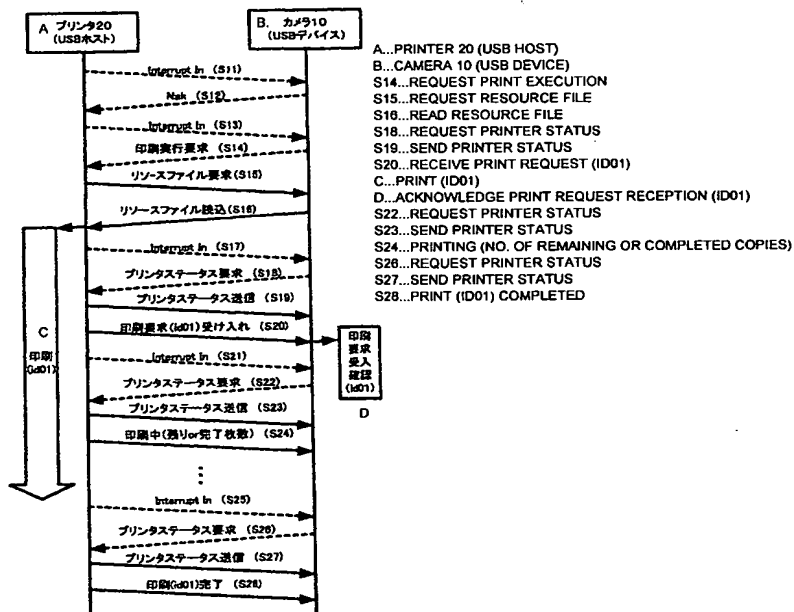 A プリンタ20
(USBホスト)
B. カメラ10
(USBデバイス)
Interrupt In (S11)
Nak (S12)
Interrupt In (S13)
印刷実行要求 (S14)
リソースファイル要求(S15)
リソースファイル読込(S16)
Interrupt In (S17)
プリンタステータス要求 (S18)
プリンタステータス送信 (S19)
印刷要求(id01)受け入れ (S20)
Interrupt In (S21)
プリンタステータス要求 (S22)
プリンタステータス送信 (S23)
印刷中(残りor完了枚数) (S24)
Interrupt In (S25)
プリンタステータス要求 (S26)
プリンタステータス送信 (S27)
印刷(id01)完了 (S28)
C
印刷
(id01)
印刷
要求
受入
確認
(id01)
D
A...PRINTER 20 (USB HOST)
B...CAMERA 10 (USB DEVICE)
S14...REQUEST PRINT EXECUTION
S15...REQUEST RESOURCE FILE
S16...READ RESOURCE FILE
S18...REQUEST PRINTER STATUS
S19...SEND PRINTER STATUS
S20...RECEIVE PRINT REQUEST (ID01)
C...PRINT (ID01)
D...ACKNOWLEDGE PRINT REQUEST RECEPTION (ID01)
S22...REQUEST PRINTER STATUS
S23...SEND PRINTER STATUS
S24...PRINTING (NO. OF REMAINING OR COMPLETED COPIES)
S26...REQUEST PRINTER STATUS
S27...SEND PRINTER STATUS
S28...PRINT (ID01) COMPLETED